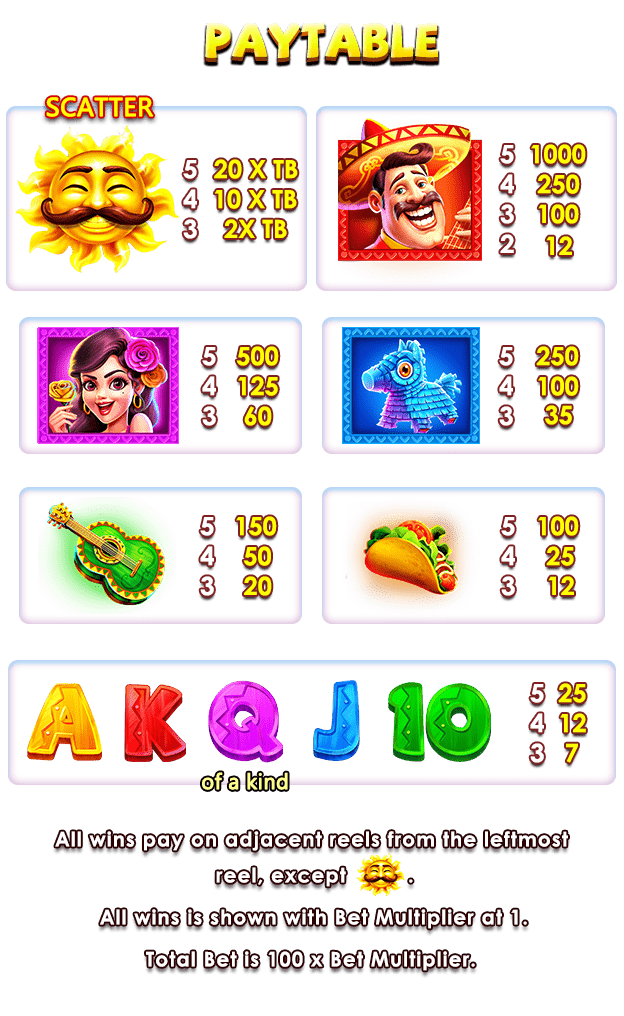 PAYTABLE
SCATTER
5 20 X TB
4 10 X TB
3 2X TB
5 1000
4 250
3 100
2 12
5 500
4 125
3 60
5 250
4 100
3 35
5 150
4 50
3 20
5 100
4 25
3 12
A K Q J 10
5 25
4 12
3 7
of a kind
All wins pay on adjacent reels from the leftmost
reel, except .
All wins is shown with Bet Multiplier at 1.
Total Bet is 100 x Bet Multiplier.